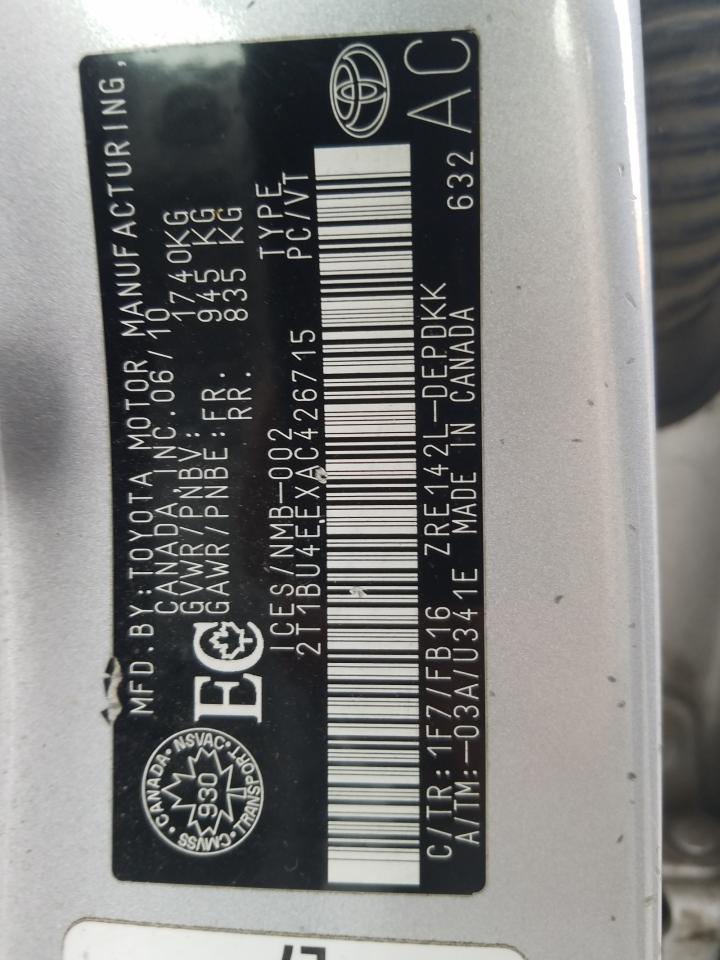 MFD.BY:TOYOTA MOTOR MANUFACTURING,
CANADA INC.06/10
GVWR/PNBV: 1740KG
GAWR/PNBE:FR. 945 KG
RR. 835 KG
CANADA·NSVAC·TRANSPORT·CMVSS·
930
EC
ICES/NMB-002 TYPE
2T1BU4EEXAC426715 PC/VT
C/TR:1F7/FB16 ZRE142L-DEPDKK
A/TM:-03A/U341E MADE IN CANADA
632 AC